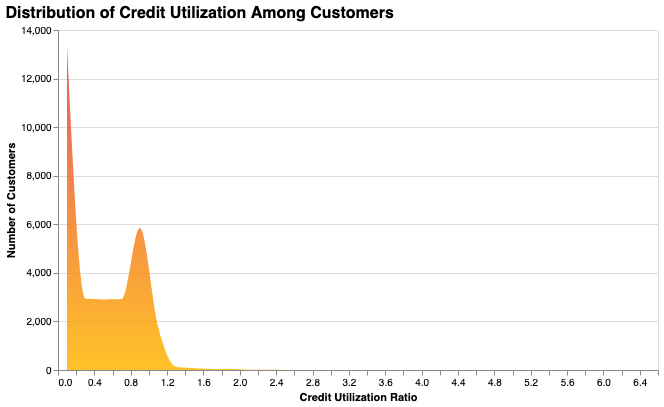 Distribution of Credit Utilization Among Customers
14,000
12,000
10,000
8,000
6,000
4,000
2,000
0
Number of Customers
0.0 0.4 0.8 1.2 1.6 2.0 2.4 2.8 3.2 3.6 4.0 4.4 4.8 5.2 5.6 6.0 6.4
Credit Utilization Ratio